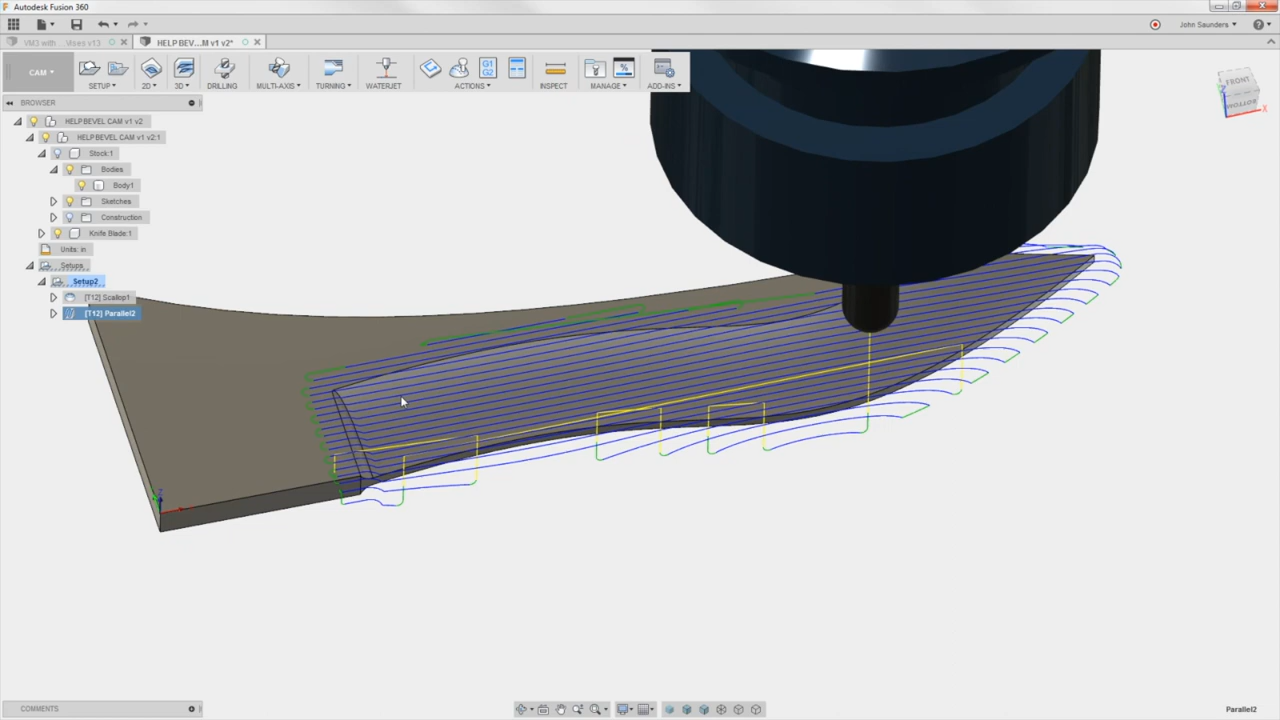 Autodesk Fusion 360
John Saunders
VM3 with Vises v13
HELP BEV...M v1 v2*
CAM
SETUP
2D
3D
DRILLING
MULTI-AXIS
TURNING
WATERJET
G1
G2
ACTIONS
INSPECT
MANAGE
ADD-INS
BROWSER
HELP BEVEL CAM v1 v2
HELP BEVEL CAM v1 v2:1
Stock:1
Bodies
Body1
Sketches
Construction
Knife Blade:1
Units: in
Setups
Setup2
[T12] Scallop1
[T12] Parallel2
FRONT
BOTTOM
X
Z
COMMENTS
Parallel2